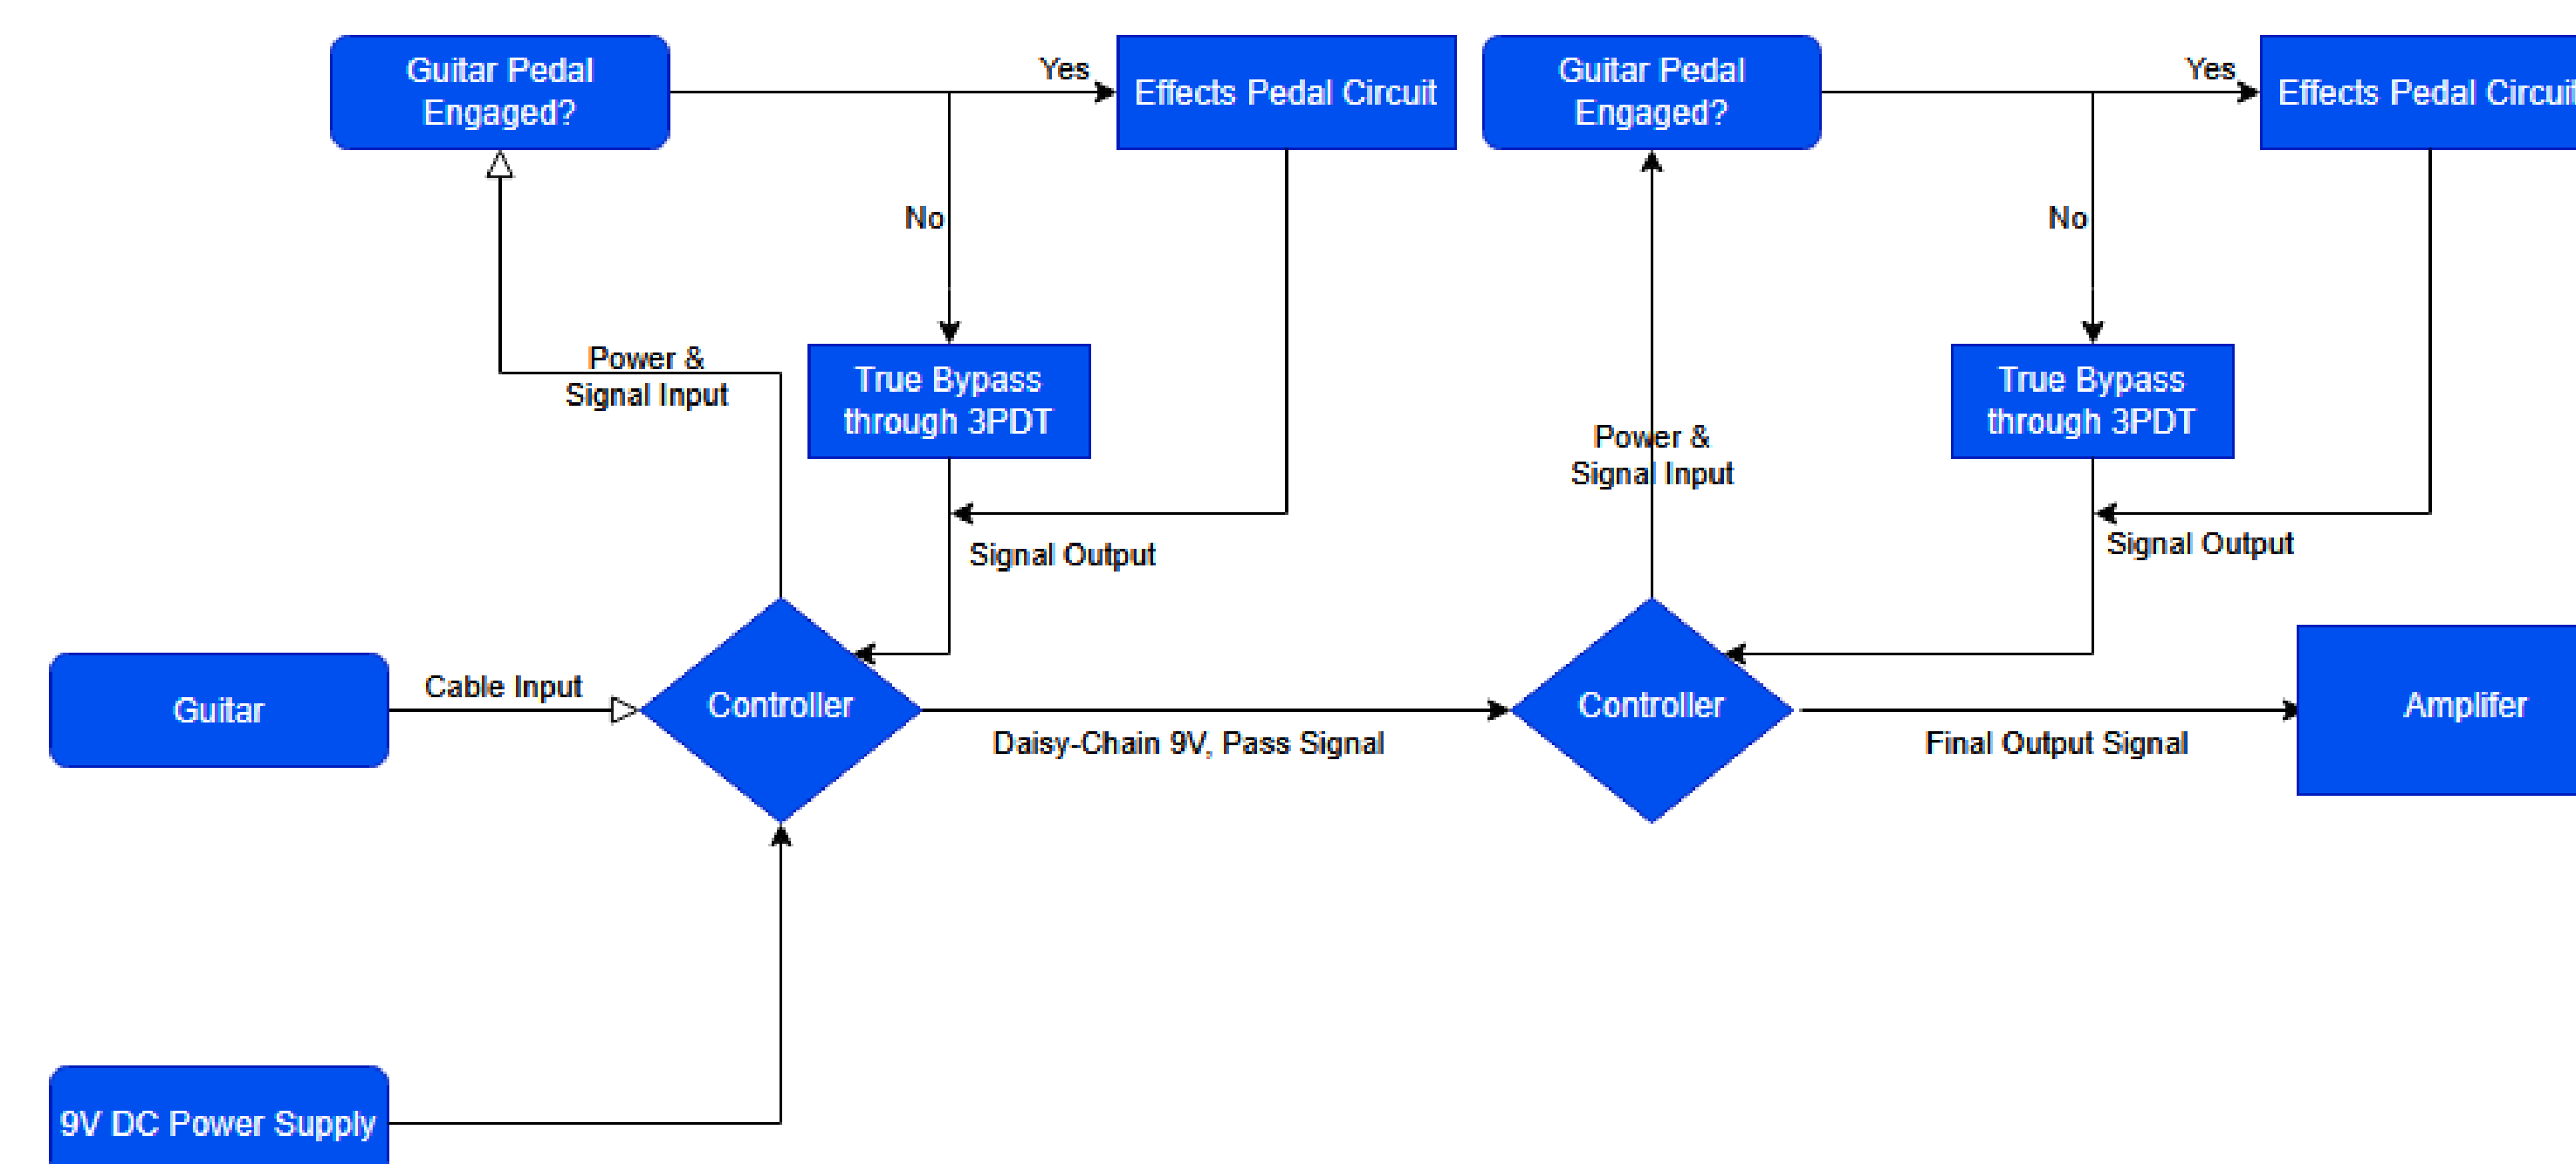 Guitar Pedal
Engaged?
Yes
Effects Pedal Circuit
Guitar Pedal
Engaged?
Yes
Effects Pedal Circuit
No
No
Power &
Signal Input
True Bypass
through 3PDT
Power &
Signal Input
True Bypass
through 3PDT
Signal Output
Signal Output
Guitar
Cable Input
Controller
Daisy-Chain 9V, Pass Signal
Controller
Final Output Signal
Amplifer
9V DC Power Supply